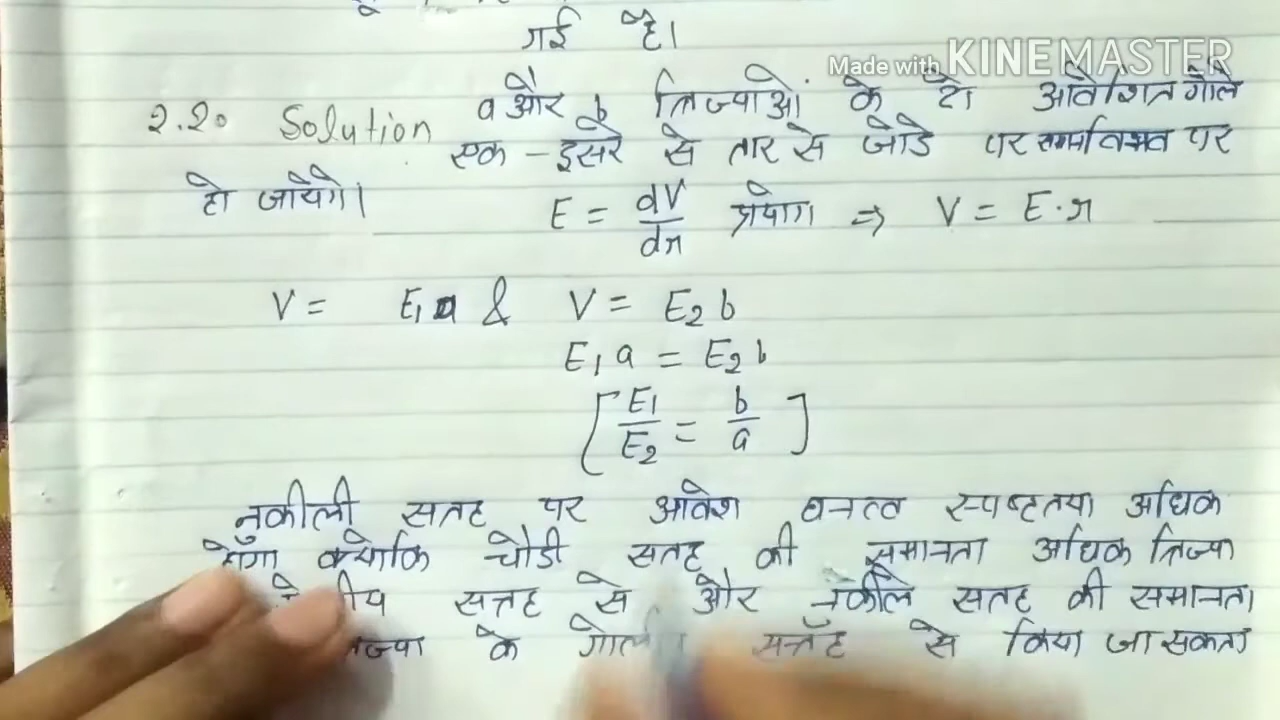 गई है।
Made with KINEMASTER
2.20 Solution a और b त्रिज्याओं के दो आवेशित गोले
एक - दूसरे से तार से जोडे पर समविभव पर
हो जायेंगे।
E = dV/dr प्रयोग ⇒ V = E.r
V = E₁a & V = E₂b
E₁a = E₂b
[E₁/E₂ = b/a]
नुकीली सतह पर आवेश घनत्व स्पष्टतया अधिक
होगा क्योकि चौडी सतह की समानता अधिक त्रिज्या
सतह से और नुकीले सतह की समानता
के सतह से किया जा सकता